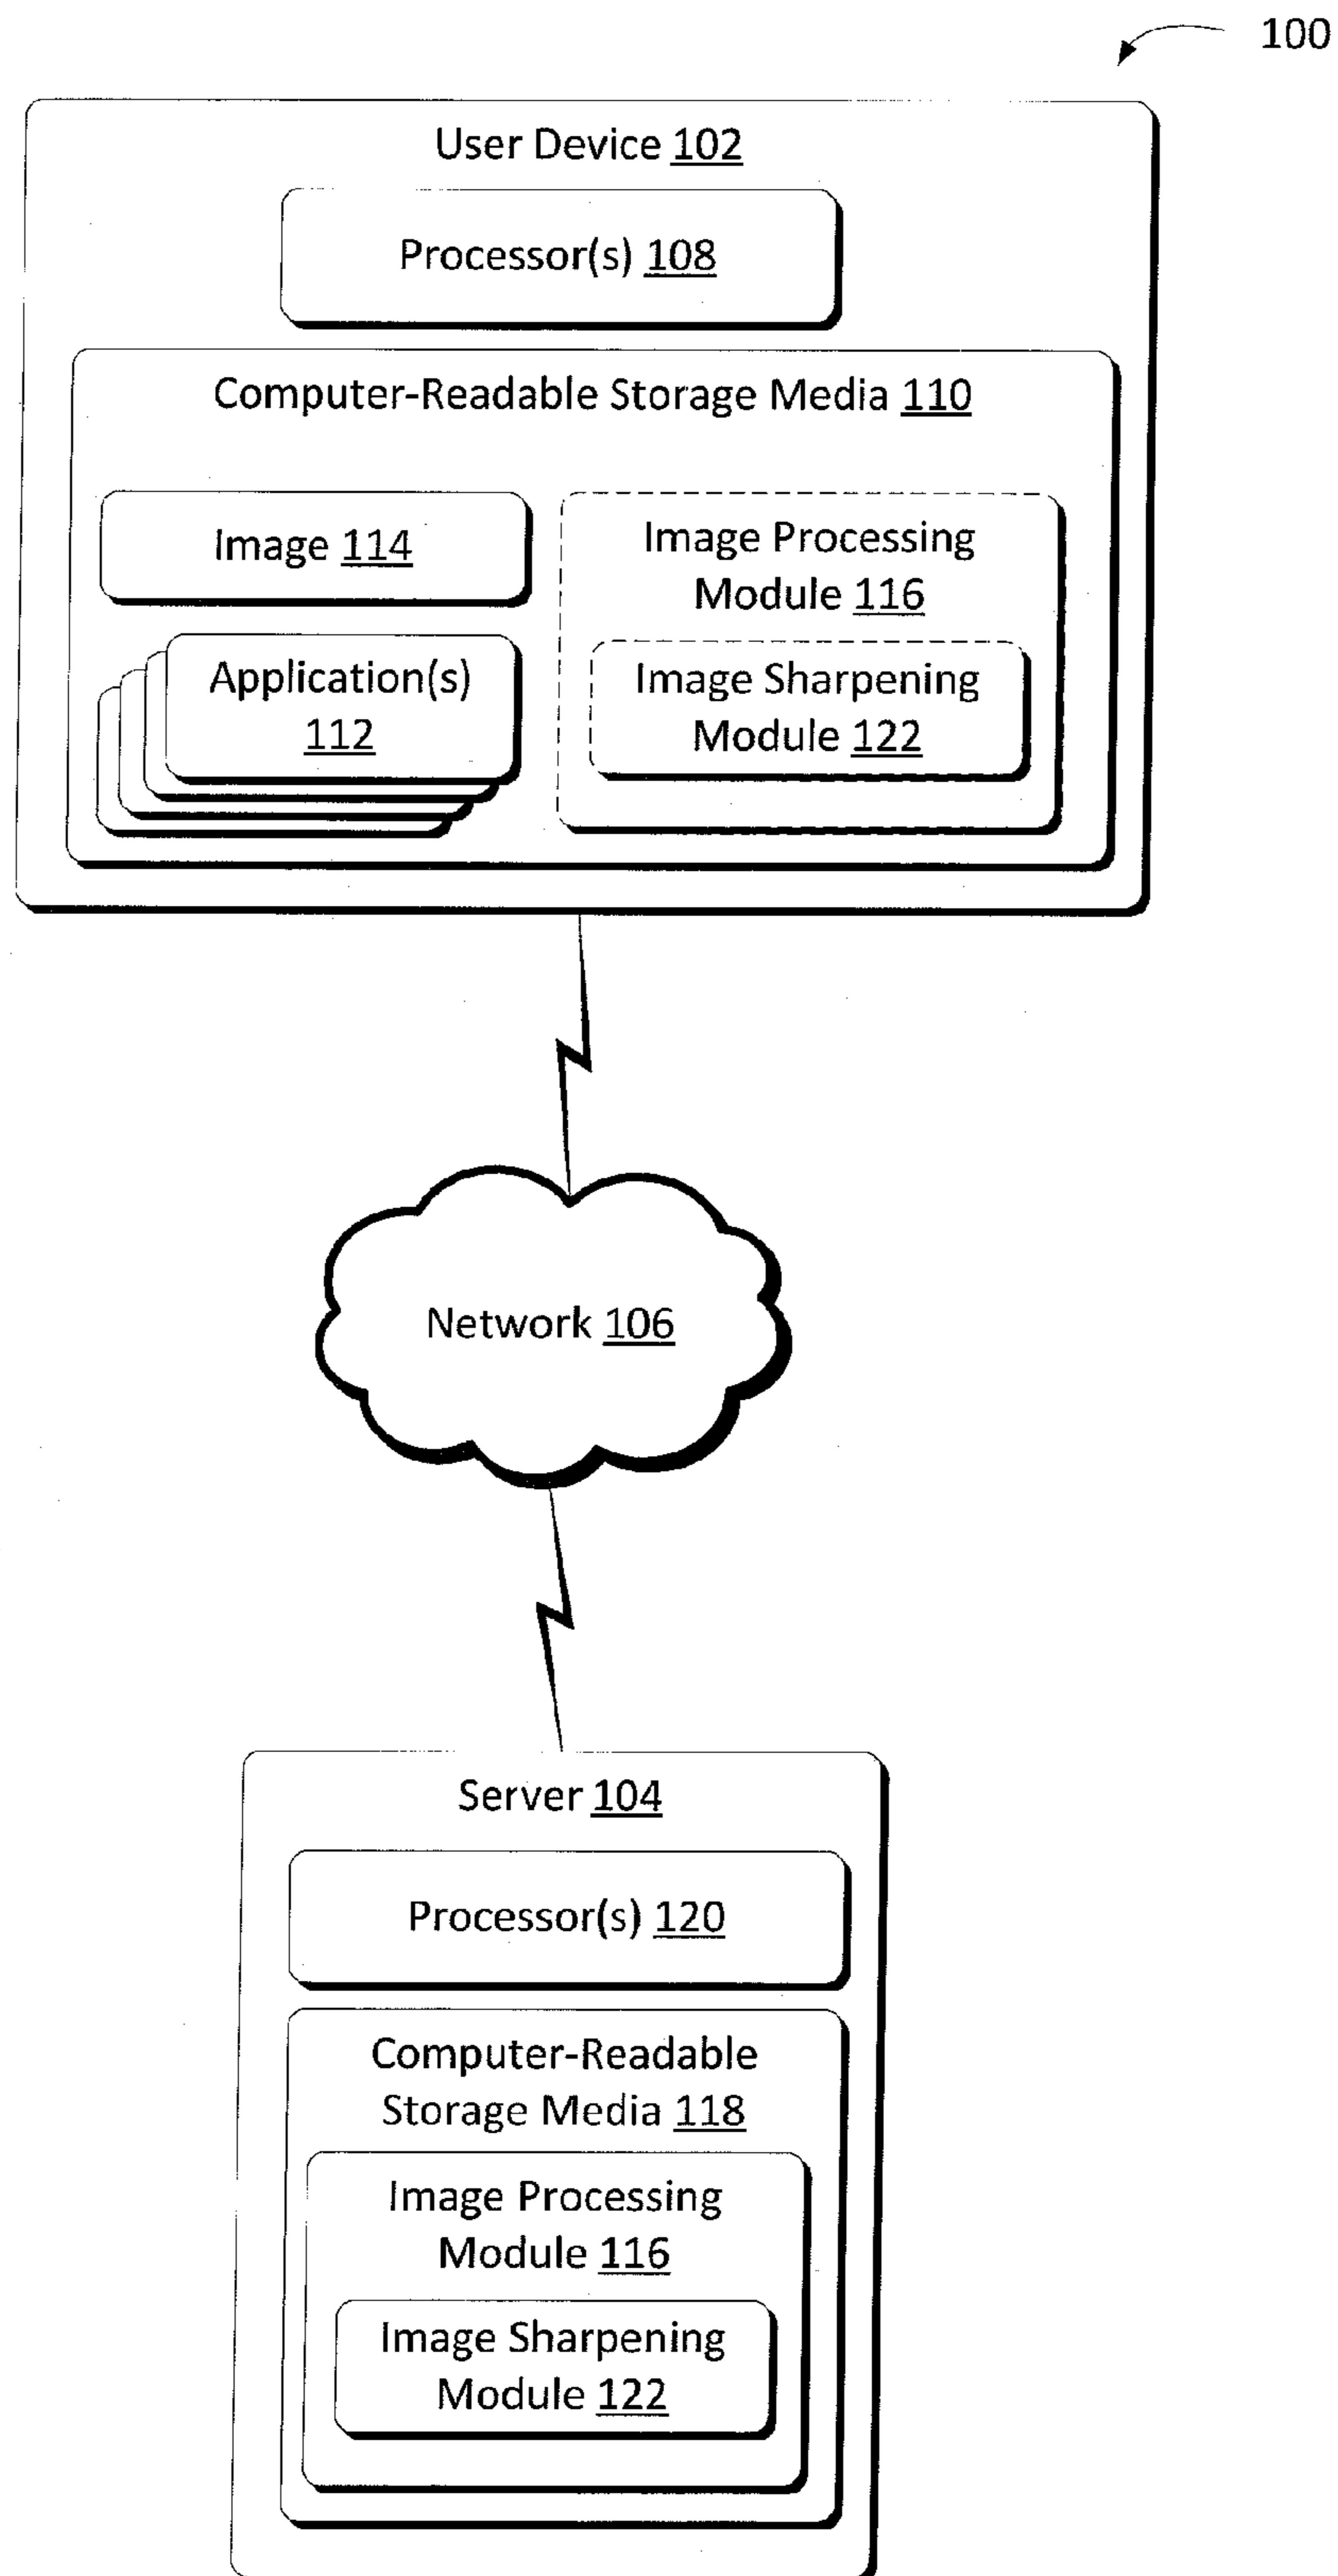 100
User Device 102
Processor(s) 108
Computer-Readable Storage Media 110
Image 114
Application(s)
112
Image Processing
Module 116
Image Sharpening
Module 122
Network 106
Server 104
Processor(s) 120
Computer-Readable
Storage Media 118
Image Processing
Module 116
Image Sharpening
Module 122